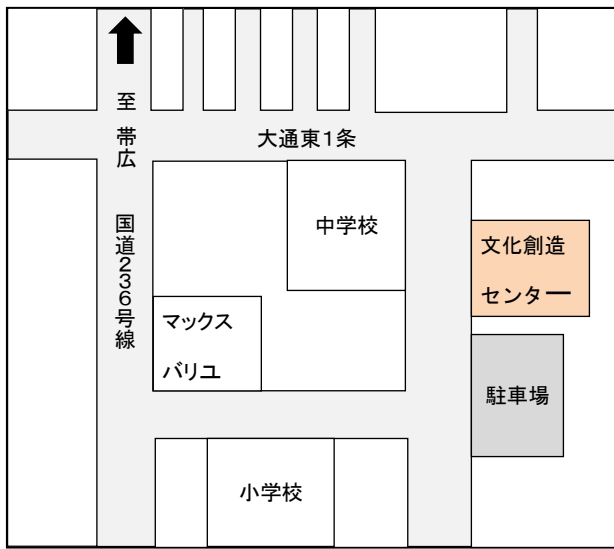 至 帯広
国道236号線
大通東1条
中学校
文化創造
センター
マックス
バリユ
駐車場
小学校